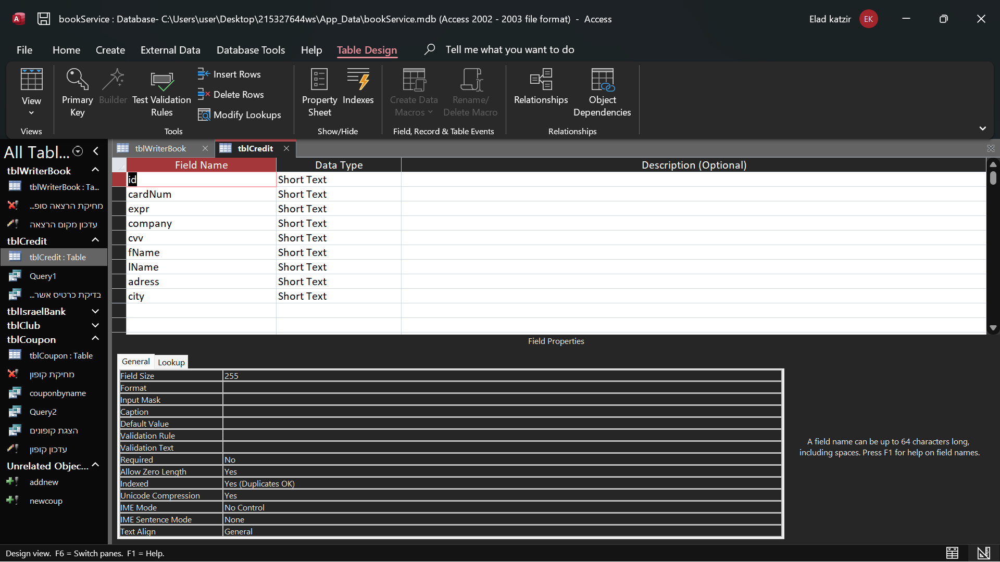 bookService : Database- C:\Users\user\Desktop\215327644ws\App_Data\bookService.mdb (Access 2002 - 2003 file format)  -  Access
Elad katzir
EK
File
Home
Create
External Data
Database Tools
Help
Table Design
Tell me what you want to do
View
Primary Key
Builder
Test Validation Rules
Insert Rows
Delete Rows
Modify Lookups
Property Sheet
Indexes
Create Data Macros
Rename/ Delete Macro
Relationships
Object Dependencies
Views
Tools
Show/Hide
Field, Record & Table Events
Relationships
All Tabl...
tblWriterBook
tblWriterBook : Ta...
מחיקת הרצאה סופ...
עדכון מקום הרצאה
tblCredit
tblCredit : Table
Query1
בדיקת כרטיס אשר...
tblIsraelBank
tblClub
tblCoupon
tblCoupon : Table
מחיקת קופון
couponbyname
Query2
הצגת קופונים
עדכון קופון
Unrelated Objec...
addnew
newcoup
tblWriterBook
tblCredit
Field Name
Data Type
Description (Optional)
id
Short Text
cardNum
Short Text
expr
Short Text
company
Short Text
cvv
Short Text
fName
Short Text
lName
Short Text
adress
Short Text
city
Short Text
Field Properties
General
Lookup
Field Size
255
Format
Input Mask
Caption
Default Value
Validation Rule
Validation Text
Required
No
Allow Zero Length
Yes
Indexed
Yes (Duplicates OK)
Unicode Compression
Yes
IME Mode
No Control
IME Sentence Mode
None
Text Align
General
A field name can be up to 64 characters long,
including spaces. Press F1 for help on field names.
Design view.  F6 = Switch panes.  F1 = Help.